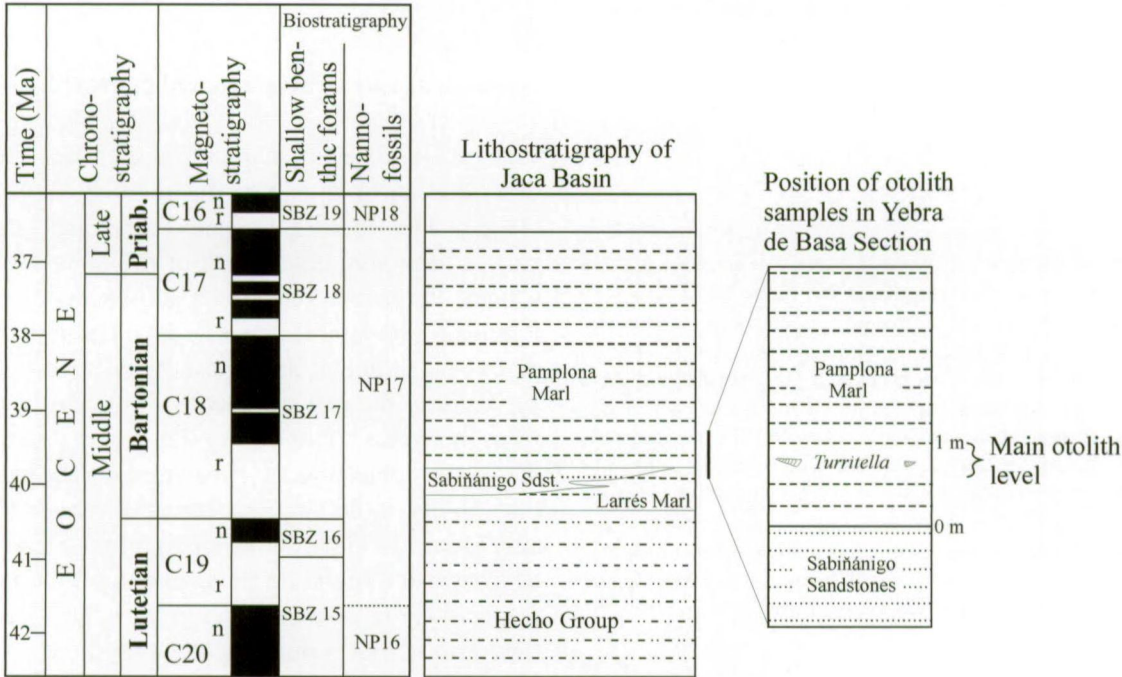 Biostratigraphy
Time (Ma)
Chrono-
stratigraphy
Magneto-
stratigraphy
Shallow ben-
thic forams
Nanno-
fossils
Lithostratigraphy of
Jaca Basin
Position of otolith
samples in Yebra
de Basa Section
37
38
39
40
41
42
EOCENE
Late
Middle
Priab.
Bartonian
Lutetian
C16 n
r
n
C17
r
n
C18
r
n
C19
r
n
C20
SBZ 19
SBZ 18
SBZ 17
SBZ 16
SBZ 15
NP18
NP17
NP16
Pamplona
Marl
Sabiñánigo Sdst.
Larrés Marl
Hecho Group
Pamplona
Marl
1 m
Turritella
Main otolith
level
0 m
Sabiñánigo
Sandstones